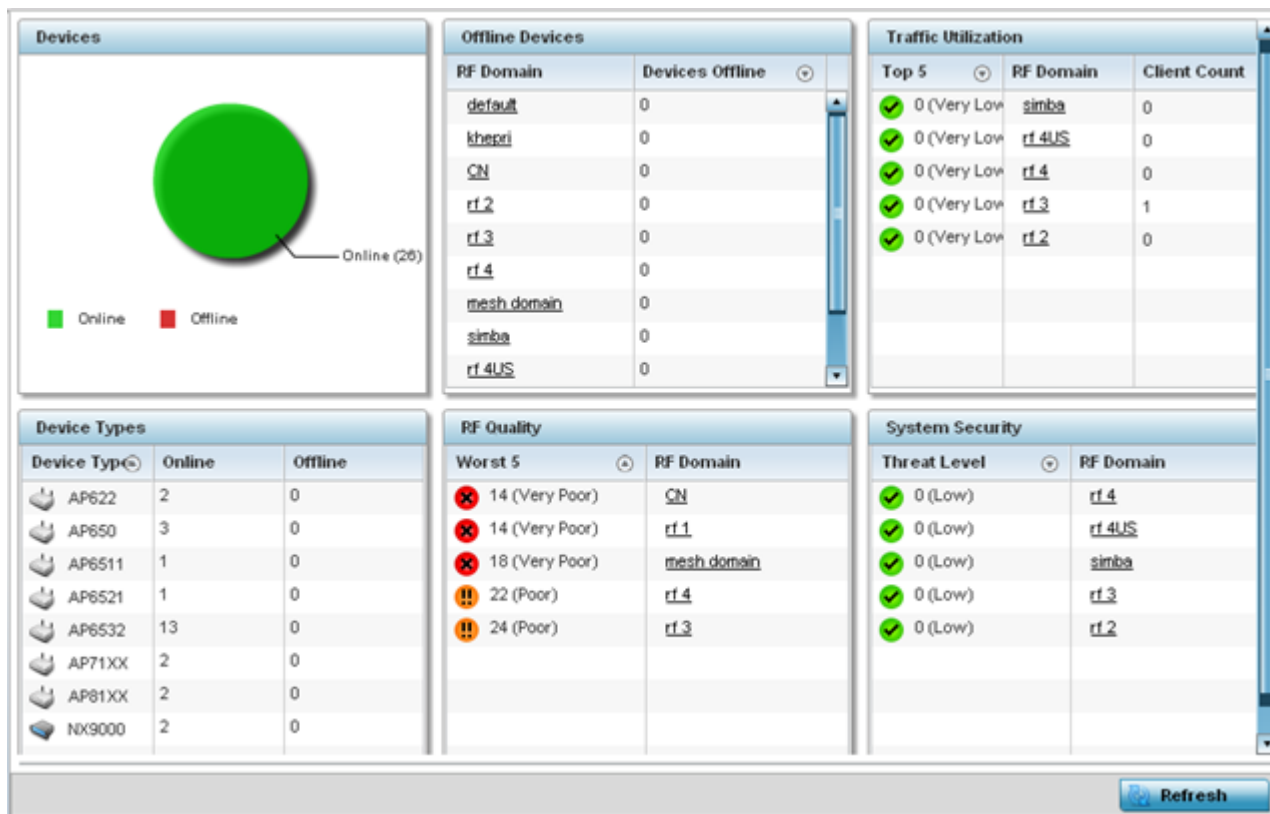 Devices
Online (26)
Online Offline
Offline Devices
RF Domain Devices Offline
default 0
khepri 0
CN 0
rf 2 0
rf 3 0
rf 4 0
mesh domain 0
simba 0
rf 4US 0
Traffic Utilization
Top 5 RF Domain Client Count
0 (Very Low simba 0
0 (Very Low rf 4US 0
0 (Very Low rf 4 0
0 (Very Low rf 3 1
0 (Very Low rf 2 0
Device Types
Device Type Online Offline
AP622 2 0
AP650 3 0
AP6511 1 0
AP6521 1 0
AP6532 13 0
AP71XX 2 0
AP81XX 2 0
NX9000 2 0
RF Quality
Worst 5 RF Domain
14 (Very Poor) CN
14 (Very Poor) rf 1
18 (Very Poor) mesh domain
22 (Poor) rf 4
24 (Poor) rf 3
System Security
Threat Level RF Domain
0 (Low) rf 4
0 (Low) rf 4US
0 (Low) simba
0 (Low) rf 3
0 (Low) rf 2
Refresh